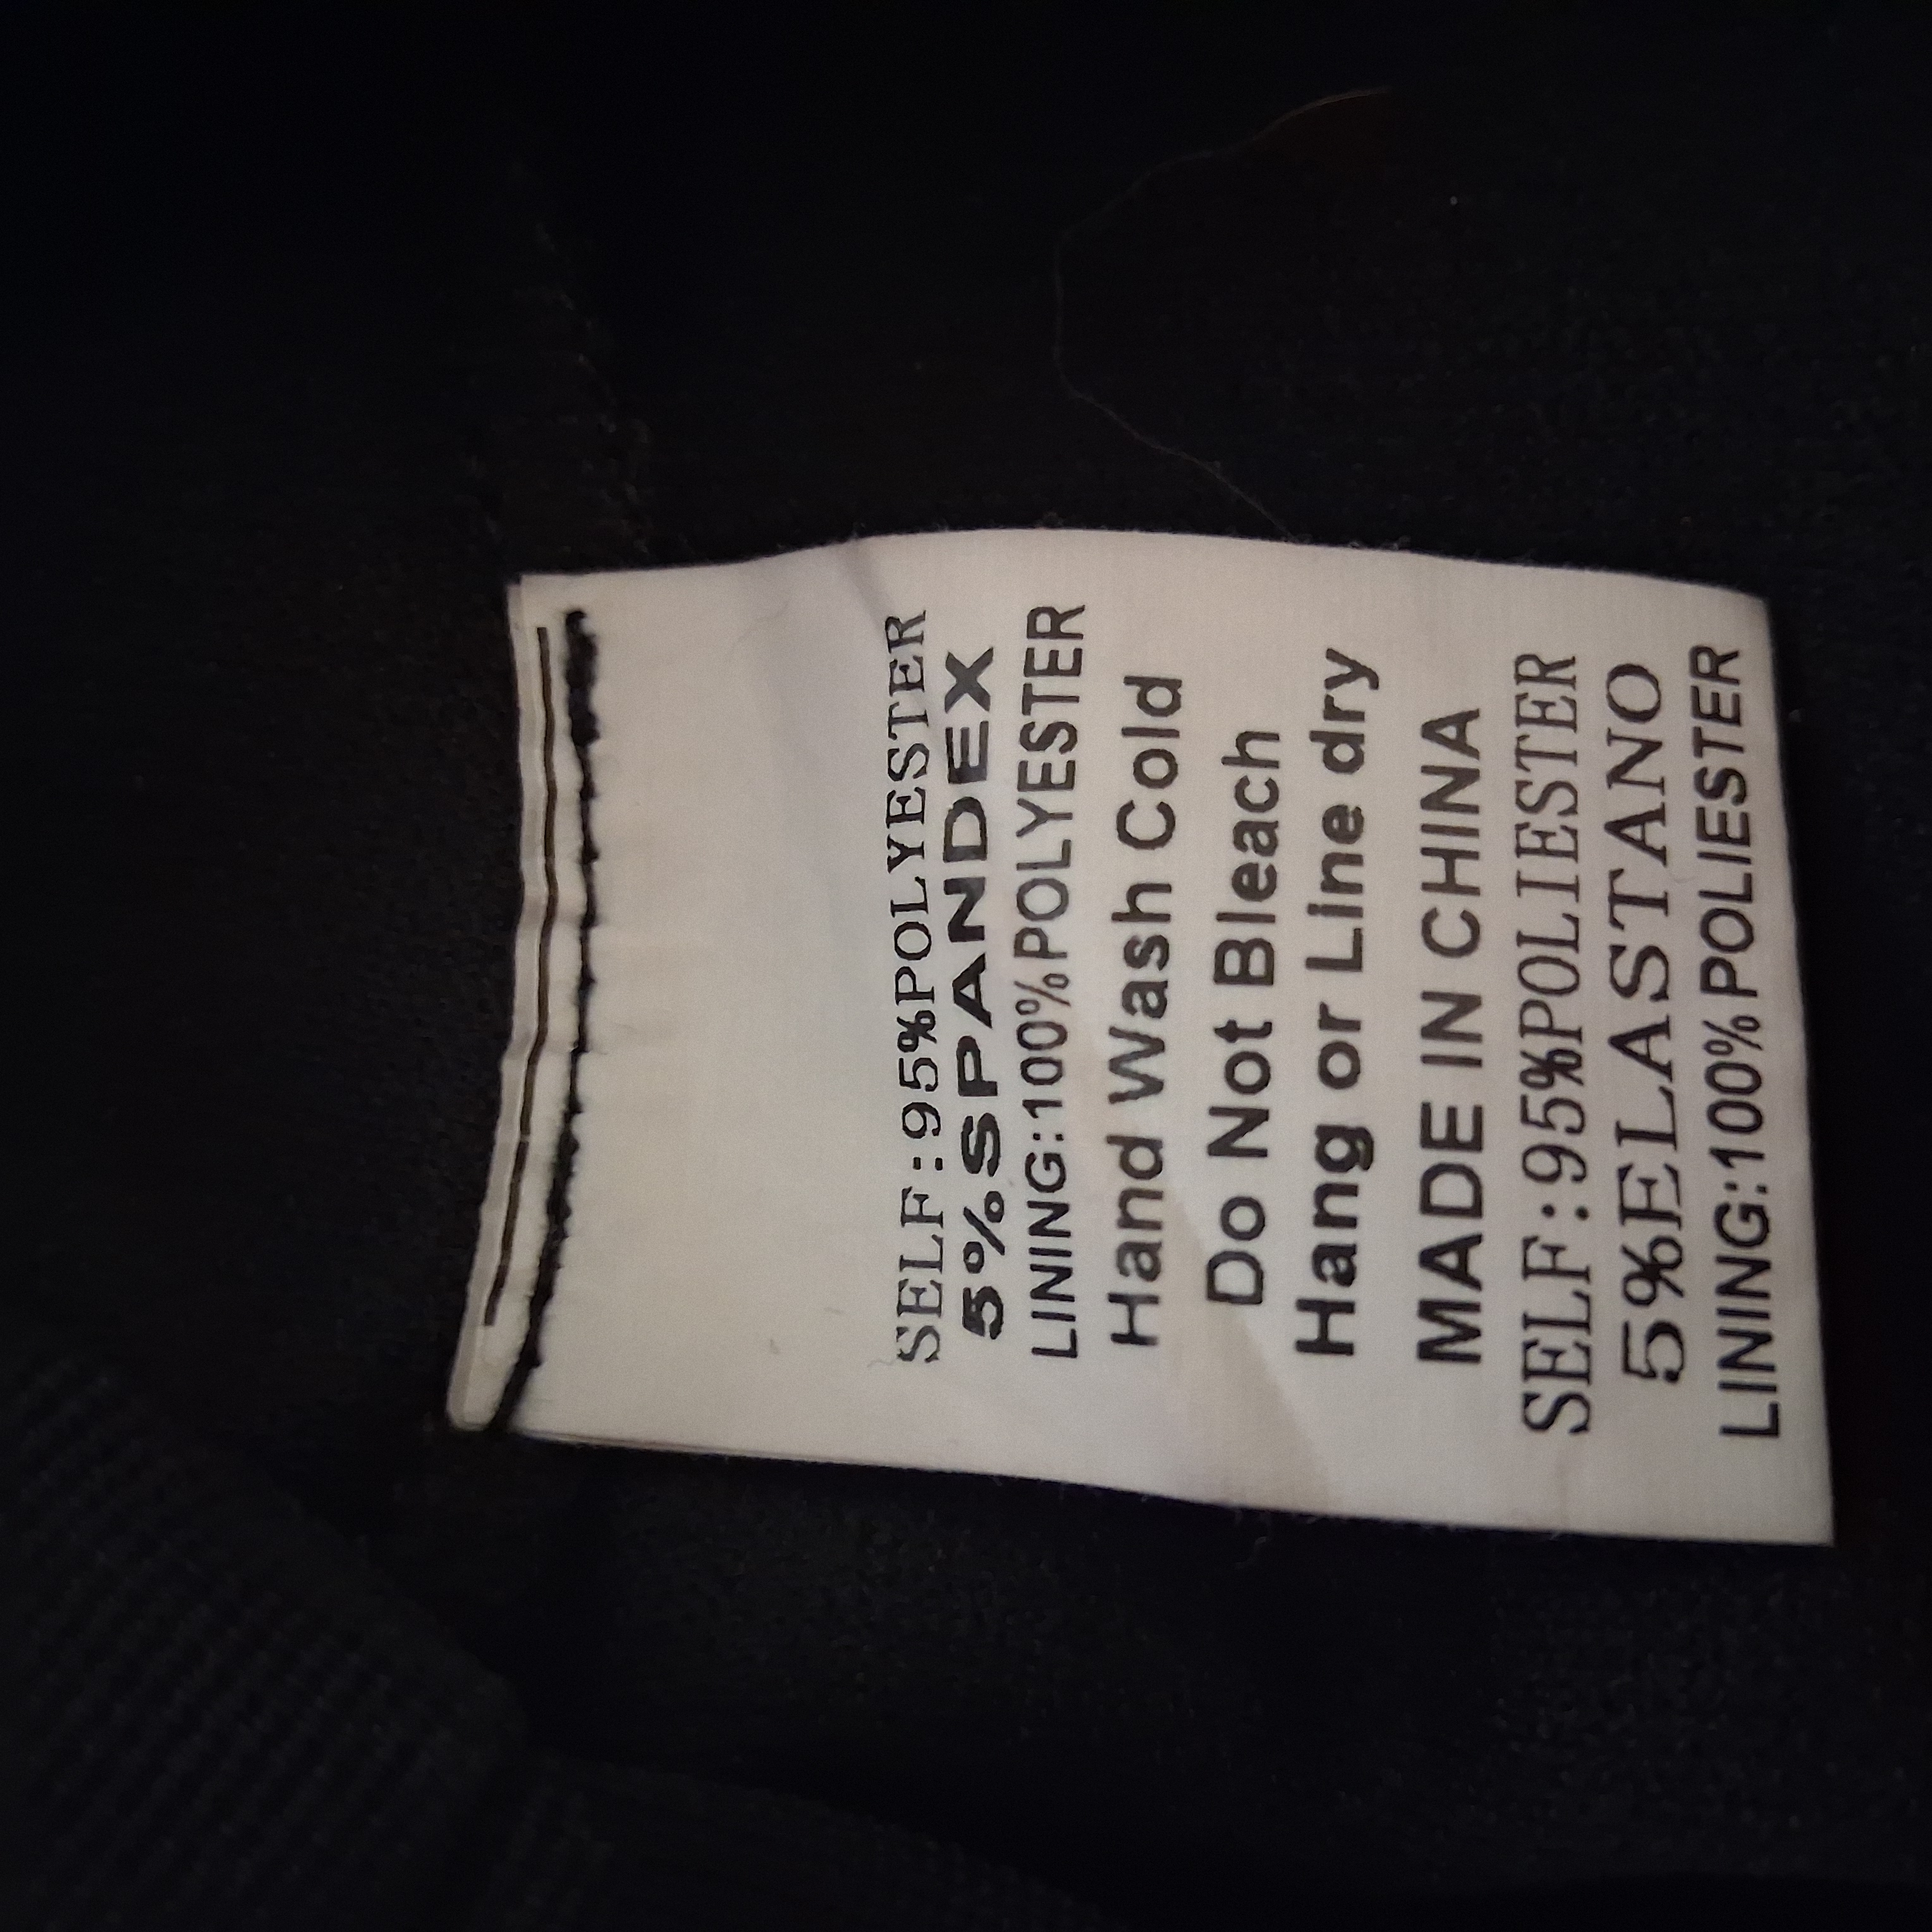 SELF:95%POLYESTER
5%SPANDEX
LINING:100%POLYESTER
Hand Wash Cold
Do Not Bleach
Hang or Line dry
MADE IN CHINA
SELF:95%POLIESTER
5%ELASTANO
LINING:100%POLIESTER